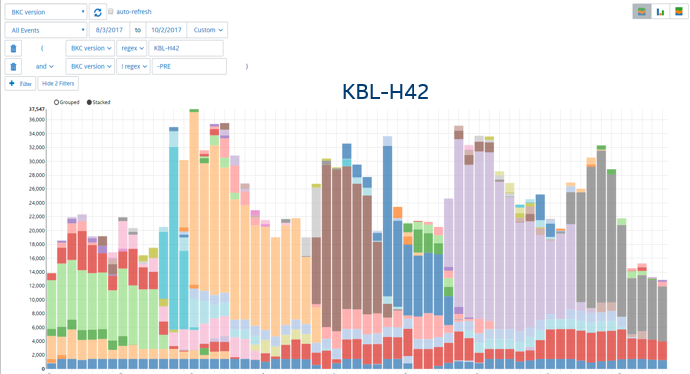 BKC version auto-refresh
All Events 8/3/2017 to 10/2/2017 Custom
( BKC version regex KBL-H42
and BKC version ! regex -PRE )
+ Filter Hide 2 Filters
KBL-H42
Grouped Stacked
37,547
36,000
34,000
32,000
30,000
28,000
26,000
24,000
22,000
20,000
18,000
16,000
14,000
12,000
10,000
8,000
6,000
4,000
2,000
0